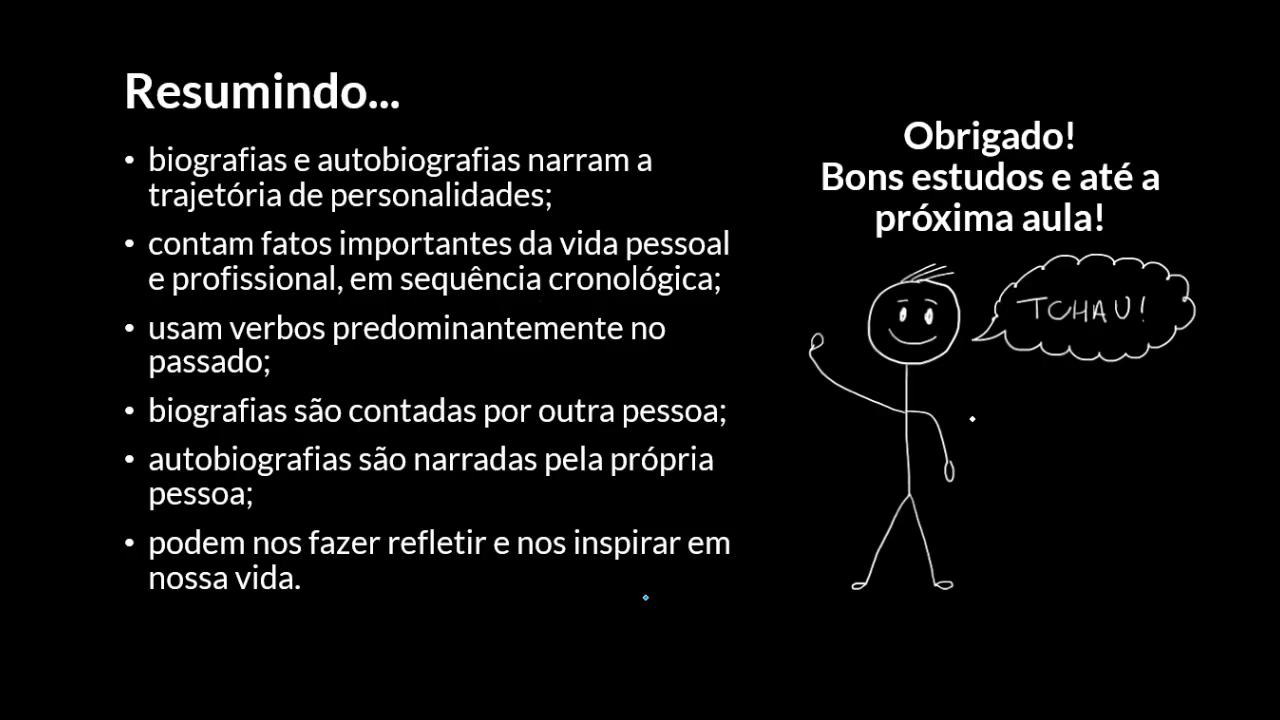 Resumindo...
• biografias e autobiografias narram a
trajetória de personalidades;
• contam fatos importantes da vida pessoal
e profissional, em sequência cronológica;
• usam verbos predominantemente no
passado;
• biografias são contadas por outra pessoa;
• autobiografias são narradas pela própria
pessoa;
• podem nos fazer refletir e nos inspirar em
nossa vida.
Obrigado!
Bons estudos e até a
próxima aula!
TCHAU!